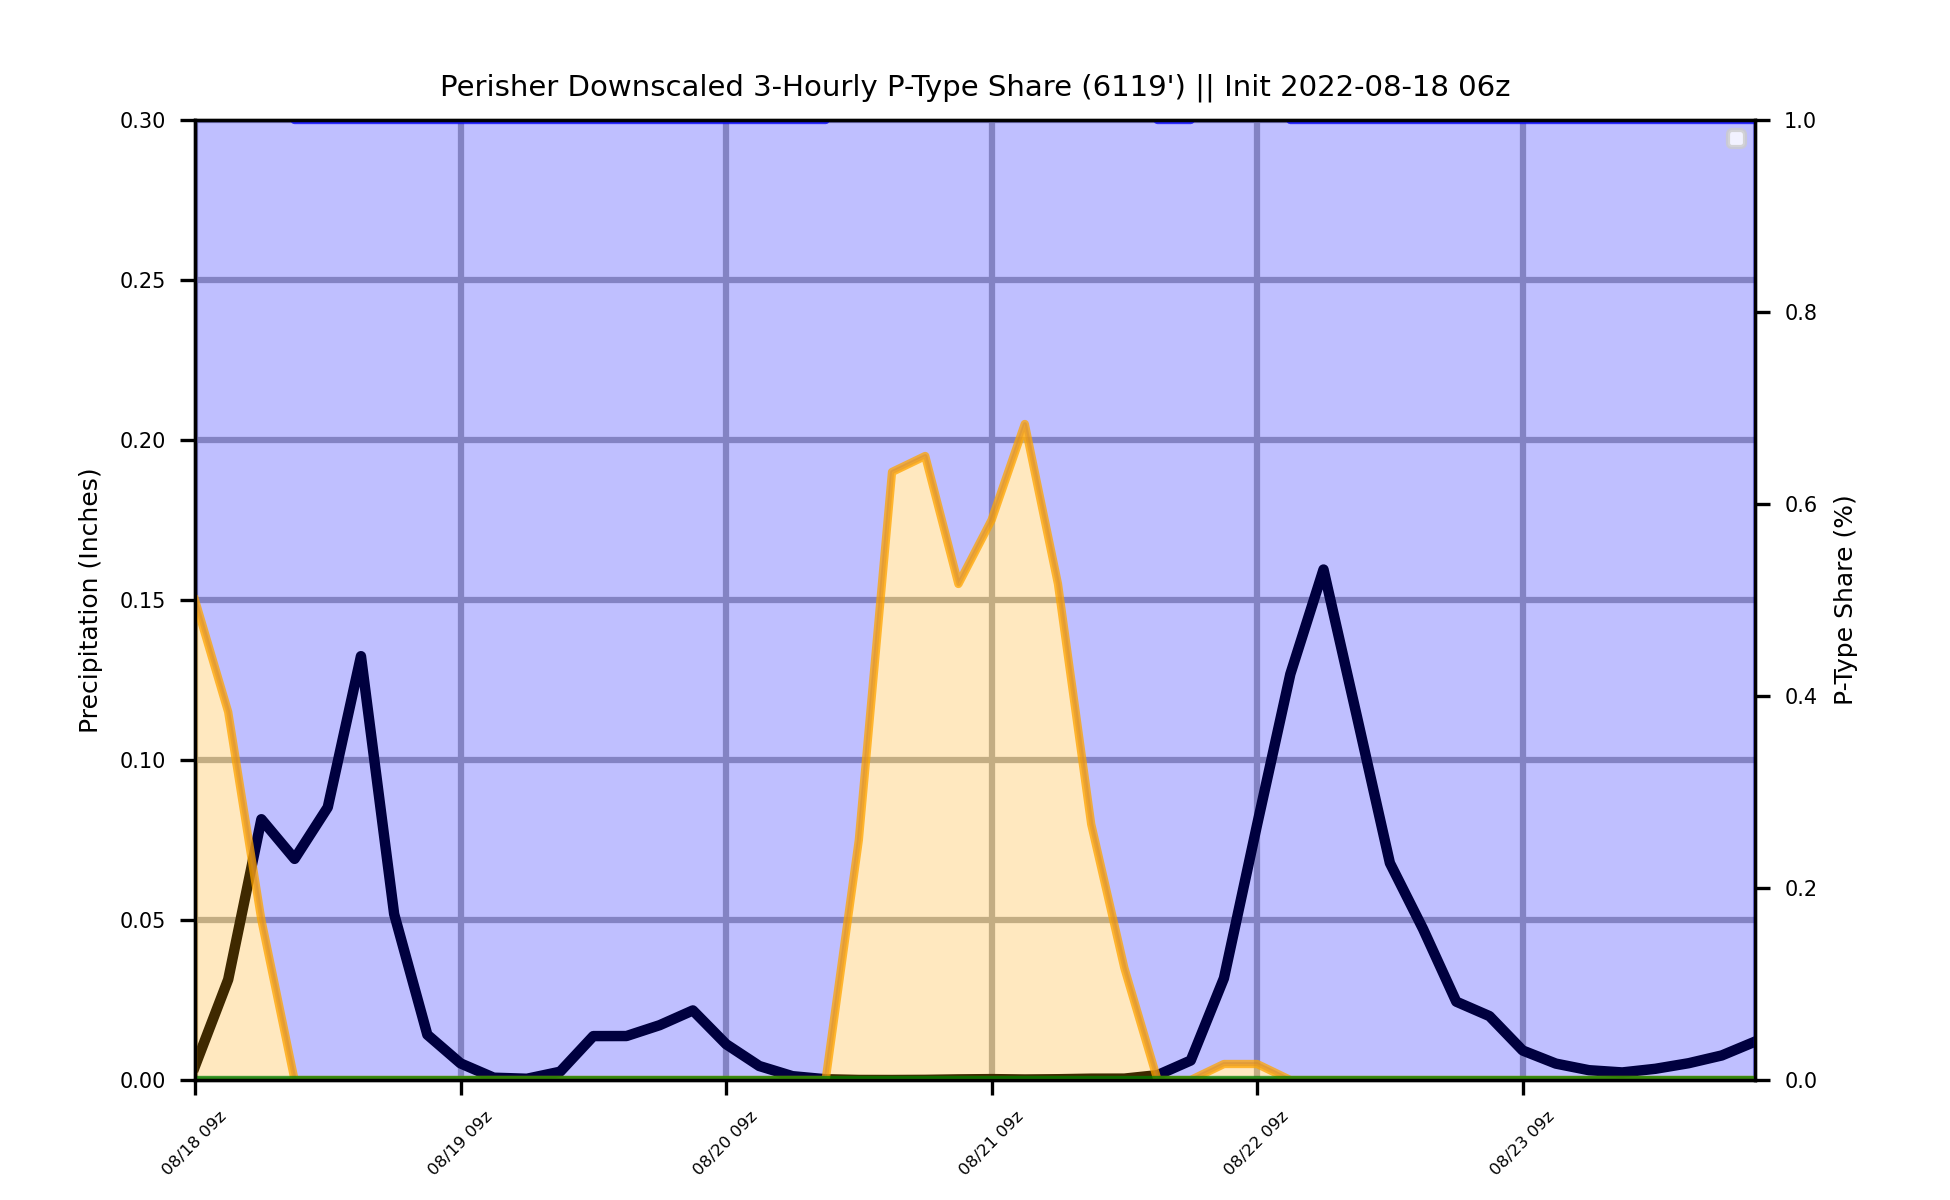 Perisher Downscaled 3-Hourly P-Type Share (6119') || Init 2022-08-18 06z
0.30
0.25
0.20
0.15
0.10
0.05
0.00
Precipitation (Inches)
1.0
0.8
0.6
0.4
0.2
0.0
P-Type Share (%)
08/18 09z
08/19 09z
08/20 09z
08/21 09z
08/22 09z
08/23 09z